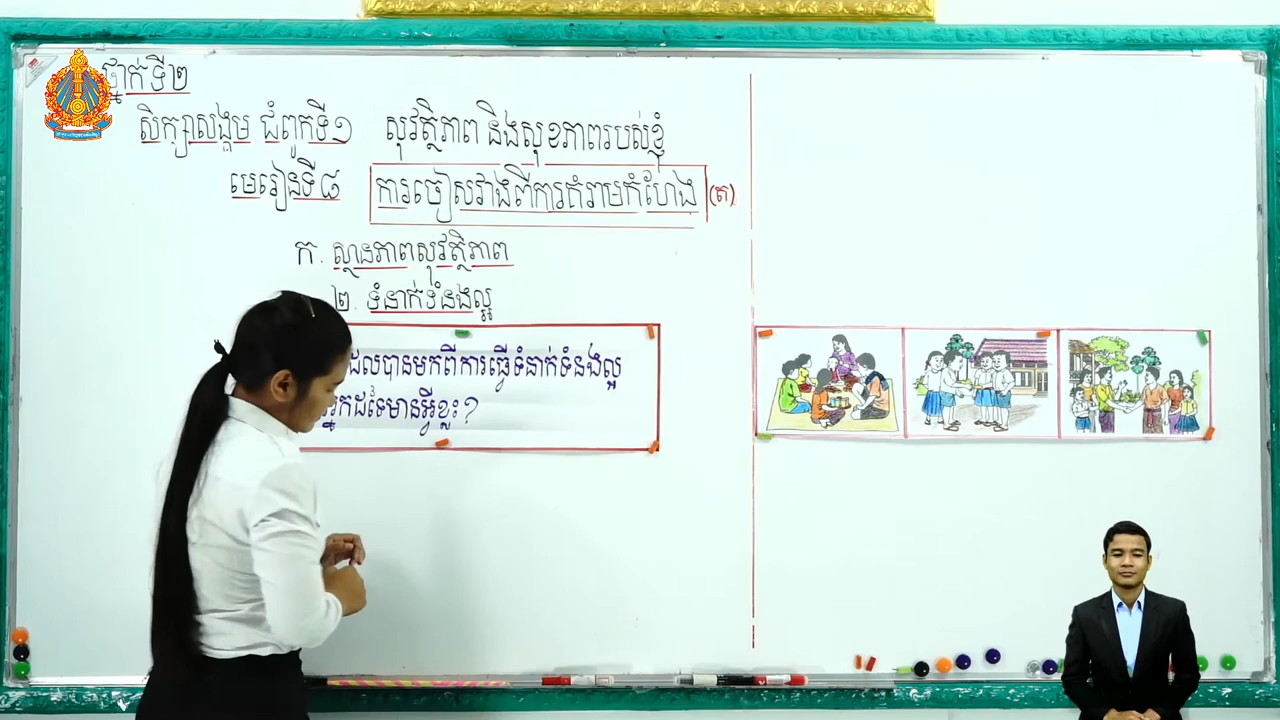 ថ្នាក់ទី២
សិក្សាសង្គម ជំពូកទី១ សុវត្ថិភាព និងសុខភាពរបស់ខ្ញុំ
មេរៀនទី៨ ការចៀសវាងពីការគំរាមកំហែង (ត)
ក. ស្ថានភាពសុវត្ថិភាព
២. ទំនាក់ទំនងល្អ
ដែលបានមកពីការធ្វើទំនាក់ទំនងល្អ
អ្នកដទៃមានអ្វីខ្លះ?